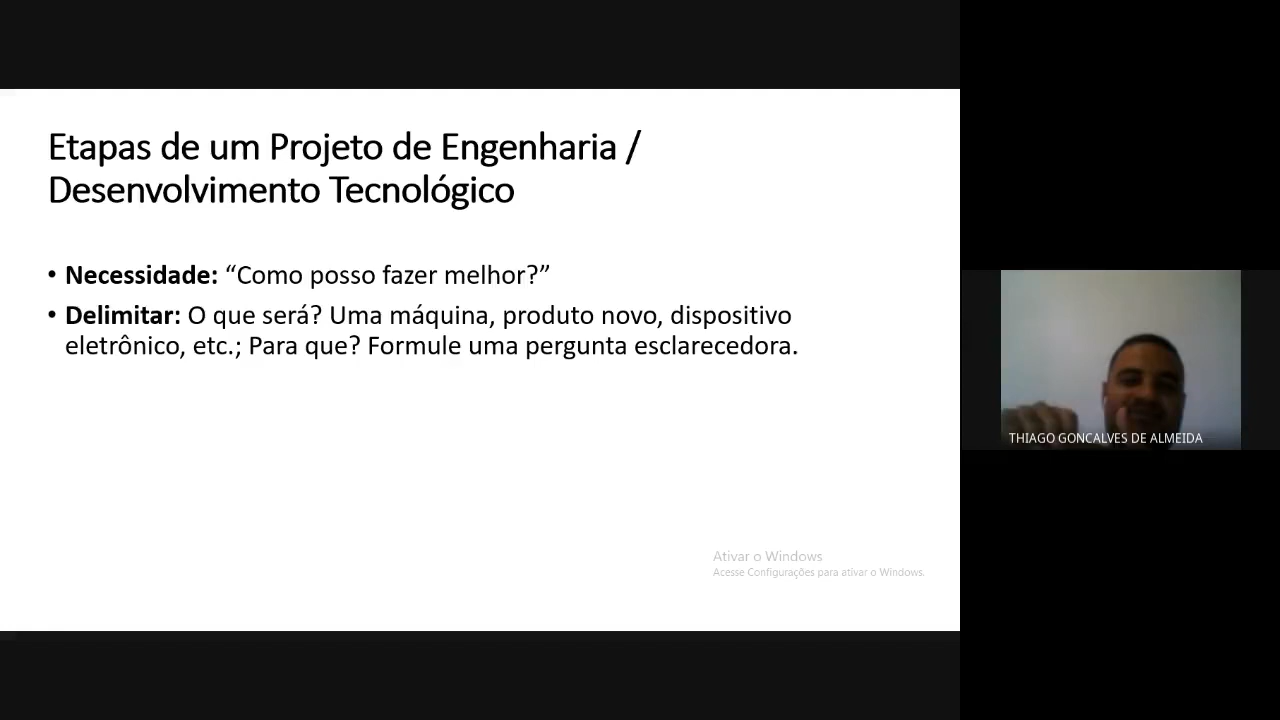 Etapas de um Projeto de Engenharia /
Desenvolvimento Tecnológico
• Necessidade: “Como posso fazer melhor?”
• Delimitar: O que será? Uma máquina, produto novo, dispositivo
eletrônico, etc.; Para que? Formule uma pergunta esclarecedora.
Ativar o Windows
Acesse Configurações para ativar o Windows.
THIAGO GONCALVES DE ALMEIDA